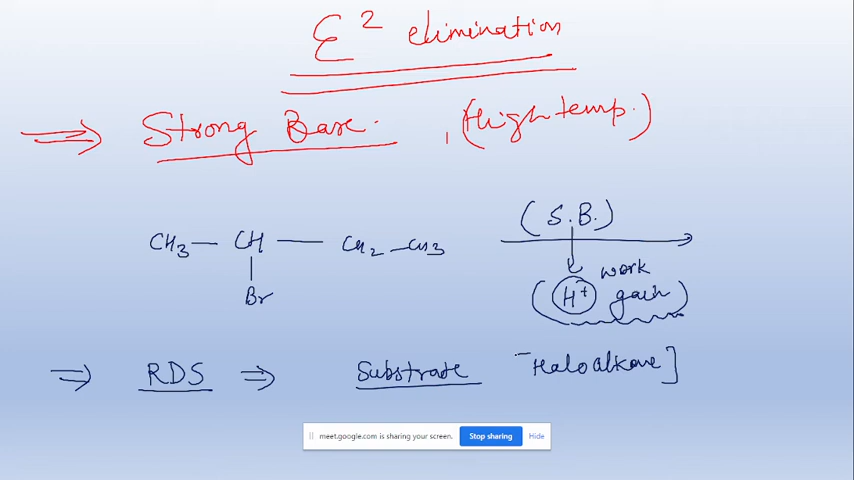 E² elimination
⇒ Strong Base. , (High temp.)
(S.B.)
CH3 — CH — CH2 — CH3
Br
work
(H+ gain)
⇒ RDS ⇒ Substrate - Haloalkane]
meet.google.com is sharing your screen. Stop sharing Hide